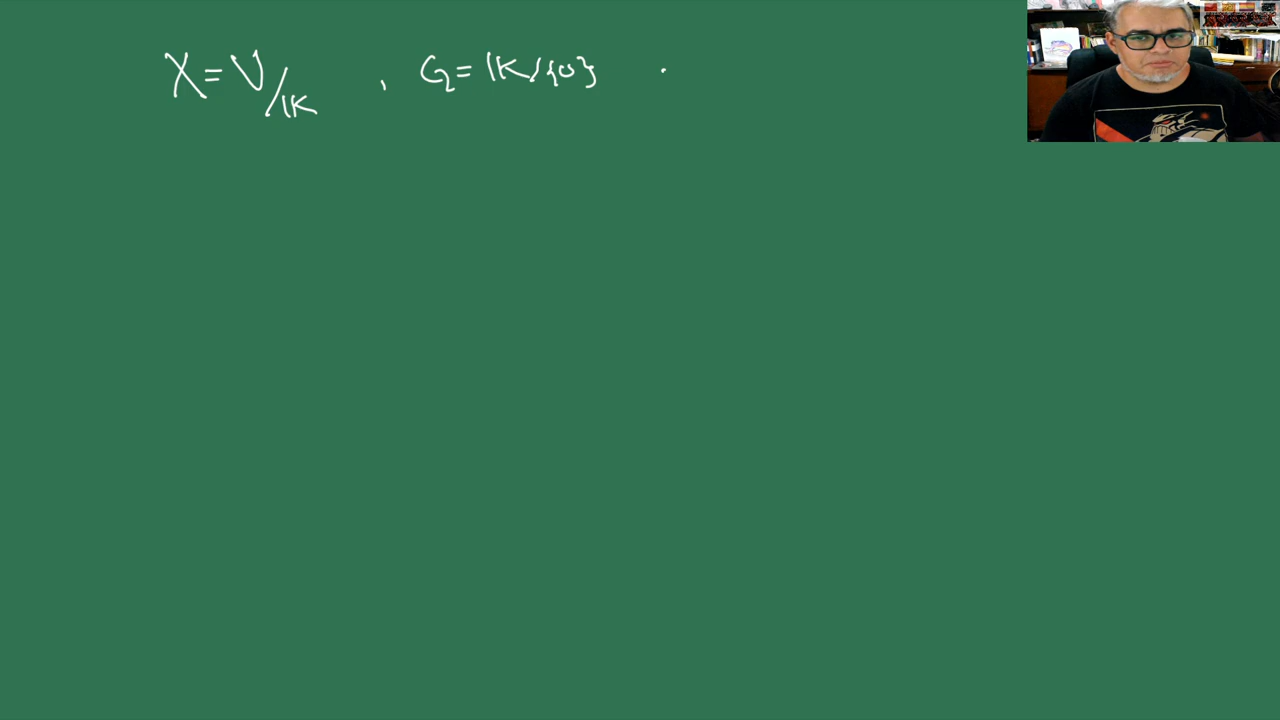 X = V/𝕂 , G = 𝕂/{0} .